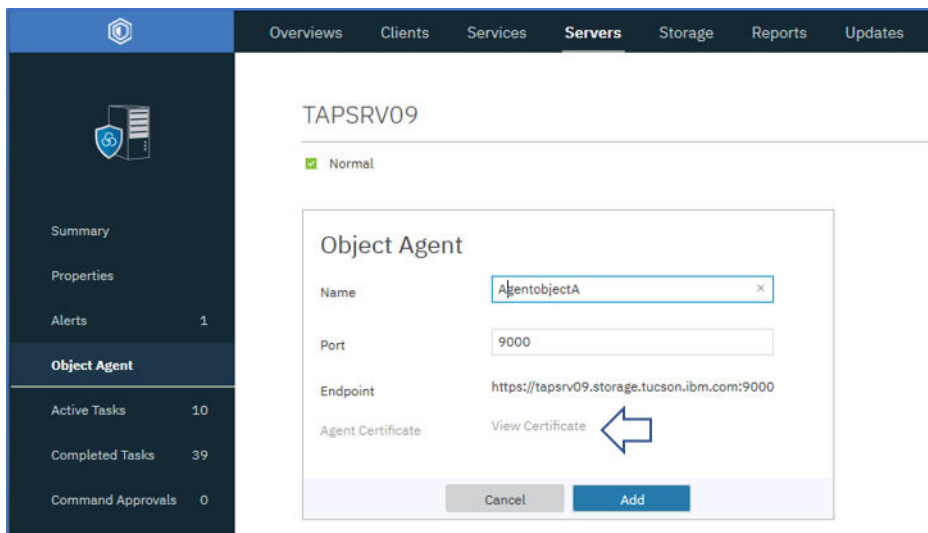 Overviews Clients Services Servers Storage Reports Updates
TAPSRV09
Normal
Summary
Properties
Alerts 1
Object Agent
Active Tasks 10
Completed Tasks 39
Command Approvals 0
Object Agent
Name AgentobjectA ×
Port 9000
Endpoint https://tapsrv09.storage.tucson.ibm.com:9000
Agent Certificate View Certificate
Cancel Add